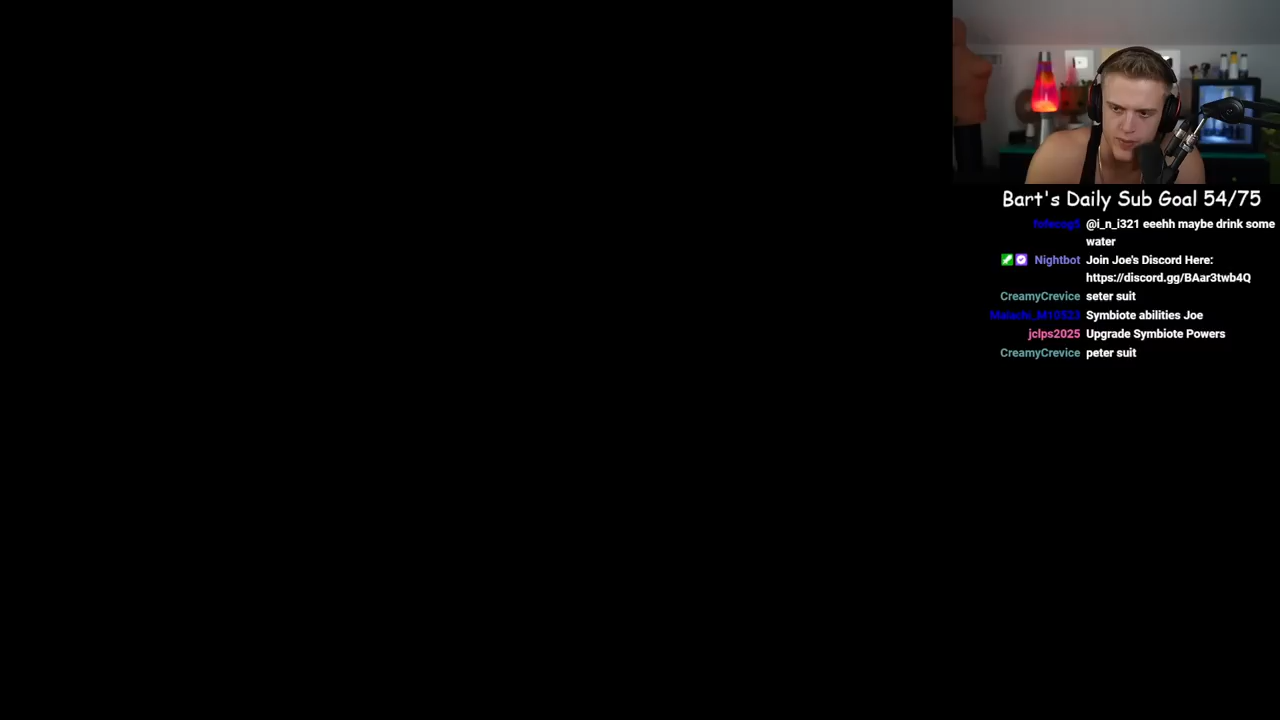 Bart's Daily Sub Goal 54/75
@i_n_i321 eeehh maybe drink some
water
Nightbot Join Joe's Discord Here:
https://discord.gg/BAar3twb4Q
CreamyCrevice seter suit
Symbiote abilities Joe
jclps2025 Upgrade Symbiote Powers
CreamyCrevice peter suit